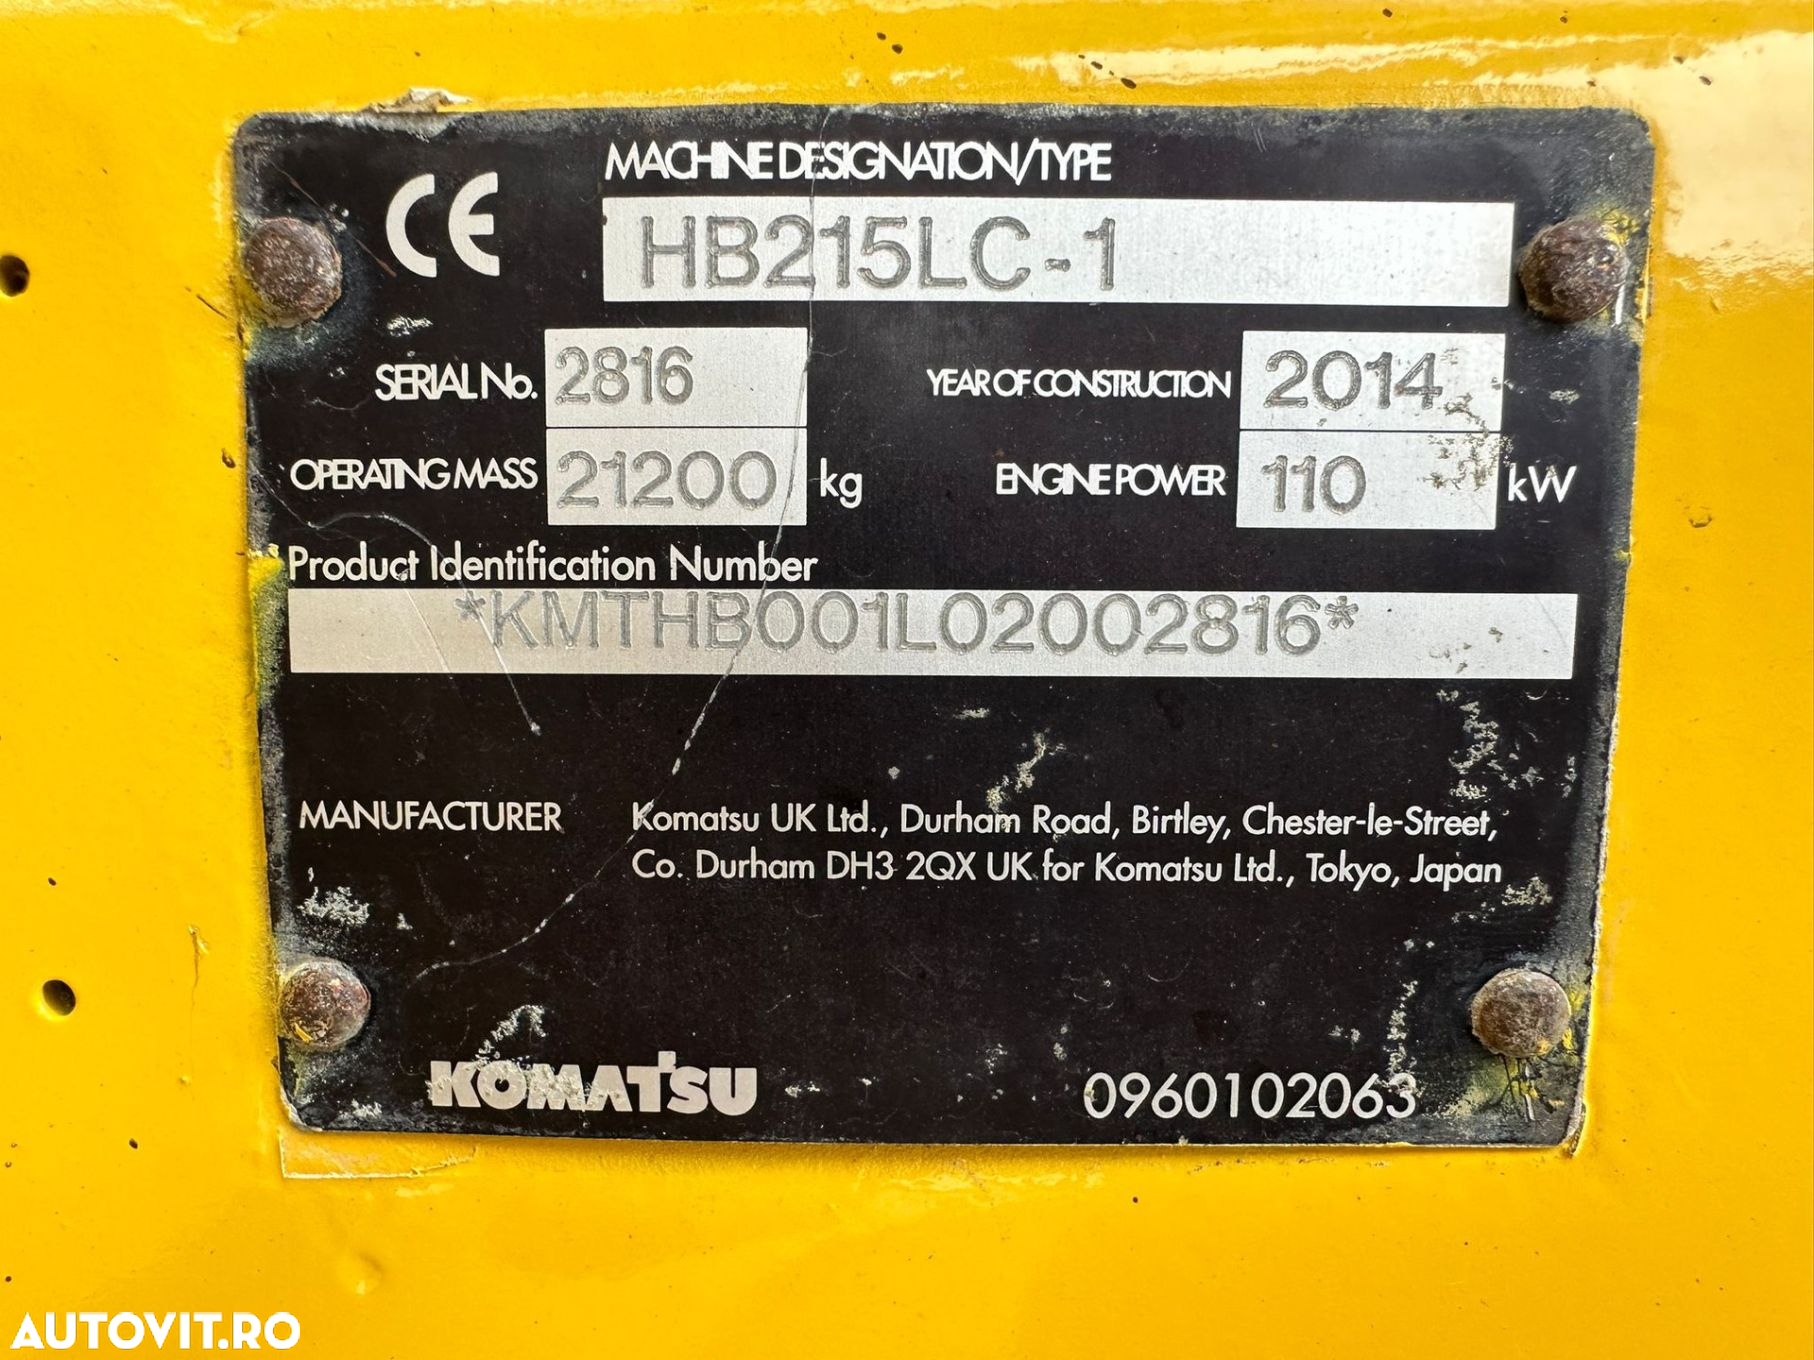 CE
MACHINE DESIGNATION/TYPE
HB215LC-1
SERIAL No. 2816 YEAR OF CONSTRUCTION 2014
OPERATING MASS 21200 kg ENGINE POWER 110 kW
Product Identification Number
*KMTHB001L02002816*
MANUFACTURER Komatsu UK Ltd., Durham Road, Birtley, Chester-le-Street,
Co. Durham DH3 2QX UK for Komatsu Ltd., Tokyo, Japan
KOMATSU 0960102063
AUTOVIT.RO